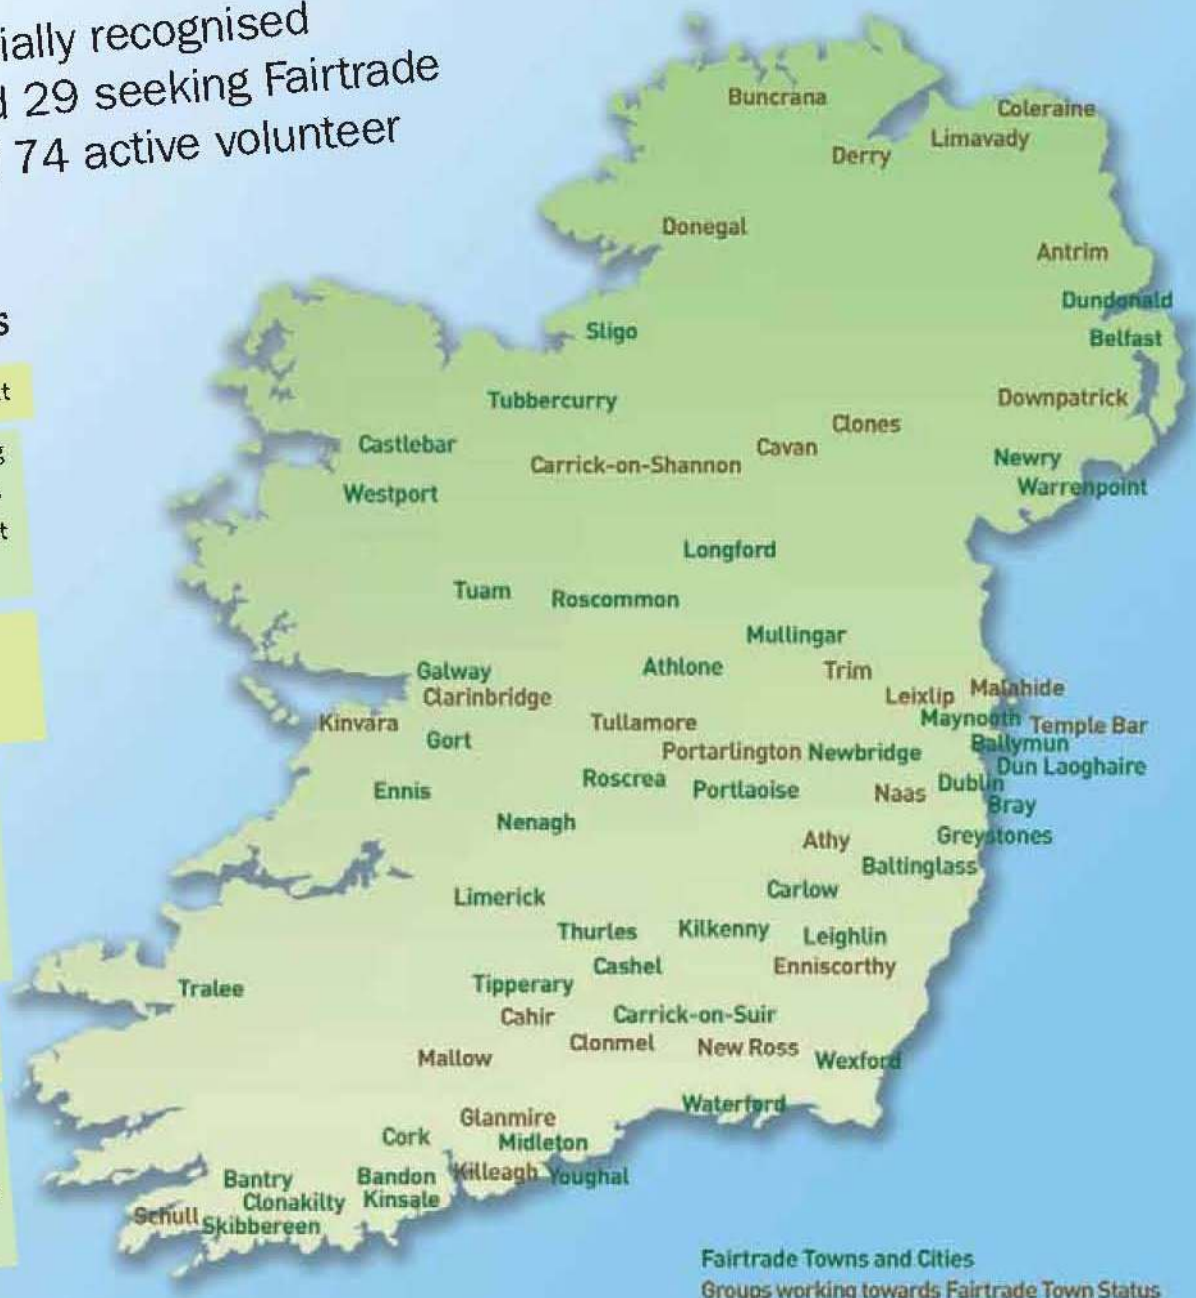 ially recognised
29 seeking Fairtrade
74 active volunteer
s
t
g
t
Buncrana
Coleraine
Limavady
Derry
Donegal
Antrim
Dundonald
Sligo
Belfast
Tubbercurry
Downpatrick
Clones
Castlebar
Cavan
Carrick-on-Shannon
Newry
Westport
Warrenpoint
Longford
Tuam
Roscommon
Mullingar
Athlone
Trim
Galway
Malahide
Clarinbridge
Leixlip
Kinvara
Tullamore
Maynooth
Temple Bar
Gort
Portarlington
Newbridge
Ballymun
Dun Laoghaire
Roscrea
Ennis
Portlaoise
Naas
Dublin
Bray
Nenagh
Athy
Greystones
Baltinglass
Limerick
Carlow
Thurles
Kilkenny
Leighlin
Cashel
Enniscorthy
Tralee
Tipperary
Cahir
Carrick-on-Suir
Clonmel
New Ross
Mallow
Wexford
Waterford
Glanmire
Cork
Midleton
Bantry
Bandon
Killeagh
Youghal
Clonakilty
Kinsale
Schull
Skibbereen
Fairtrade Towns and Cities
Groups working towards Fairtrade Town Status